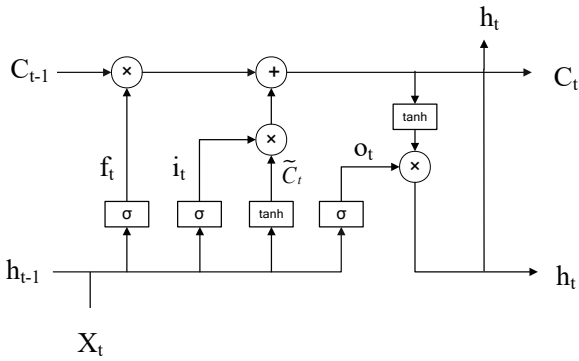 h_t
C_{t-1} × + C_t
tanh
f_t i_t × C̃_t o_t ×
σ σ tanh σ
h_{t-1} h_t
X_t